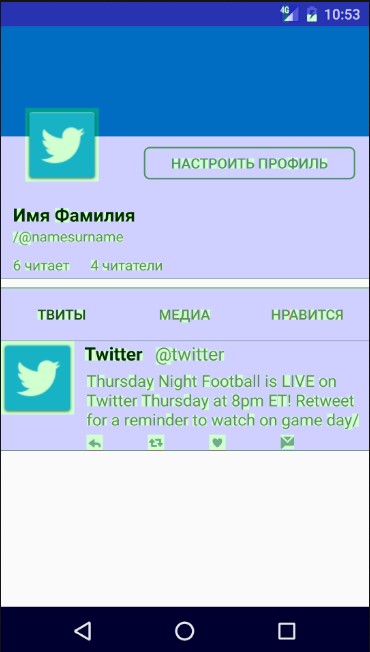 4G 10:53
НАСТРОИТЬ ПРОФИЛЬ
Имя Фамилия
/@namesurname
6 читает 4 читатели
ТВИТЫ МЕДИА НРАВИТСЯ
Twitter @twitter
Thursday Night Football is LIVE on
Twitter Thursday at 8pm ET! Retweet
for a reminder to watch on game day/